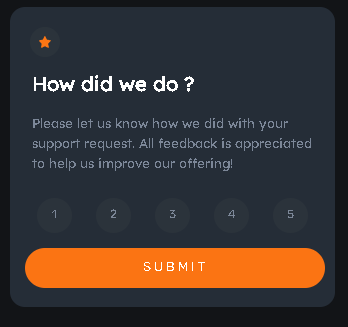 How did we do ?
Please let us know how we did with your
support request. All feedback is appreciated
to help us improve our offering!
1 2 3 4 5
SUBMIT